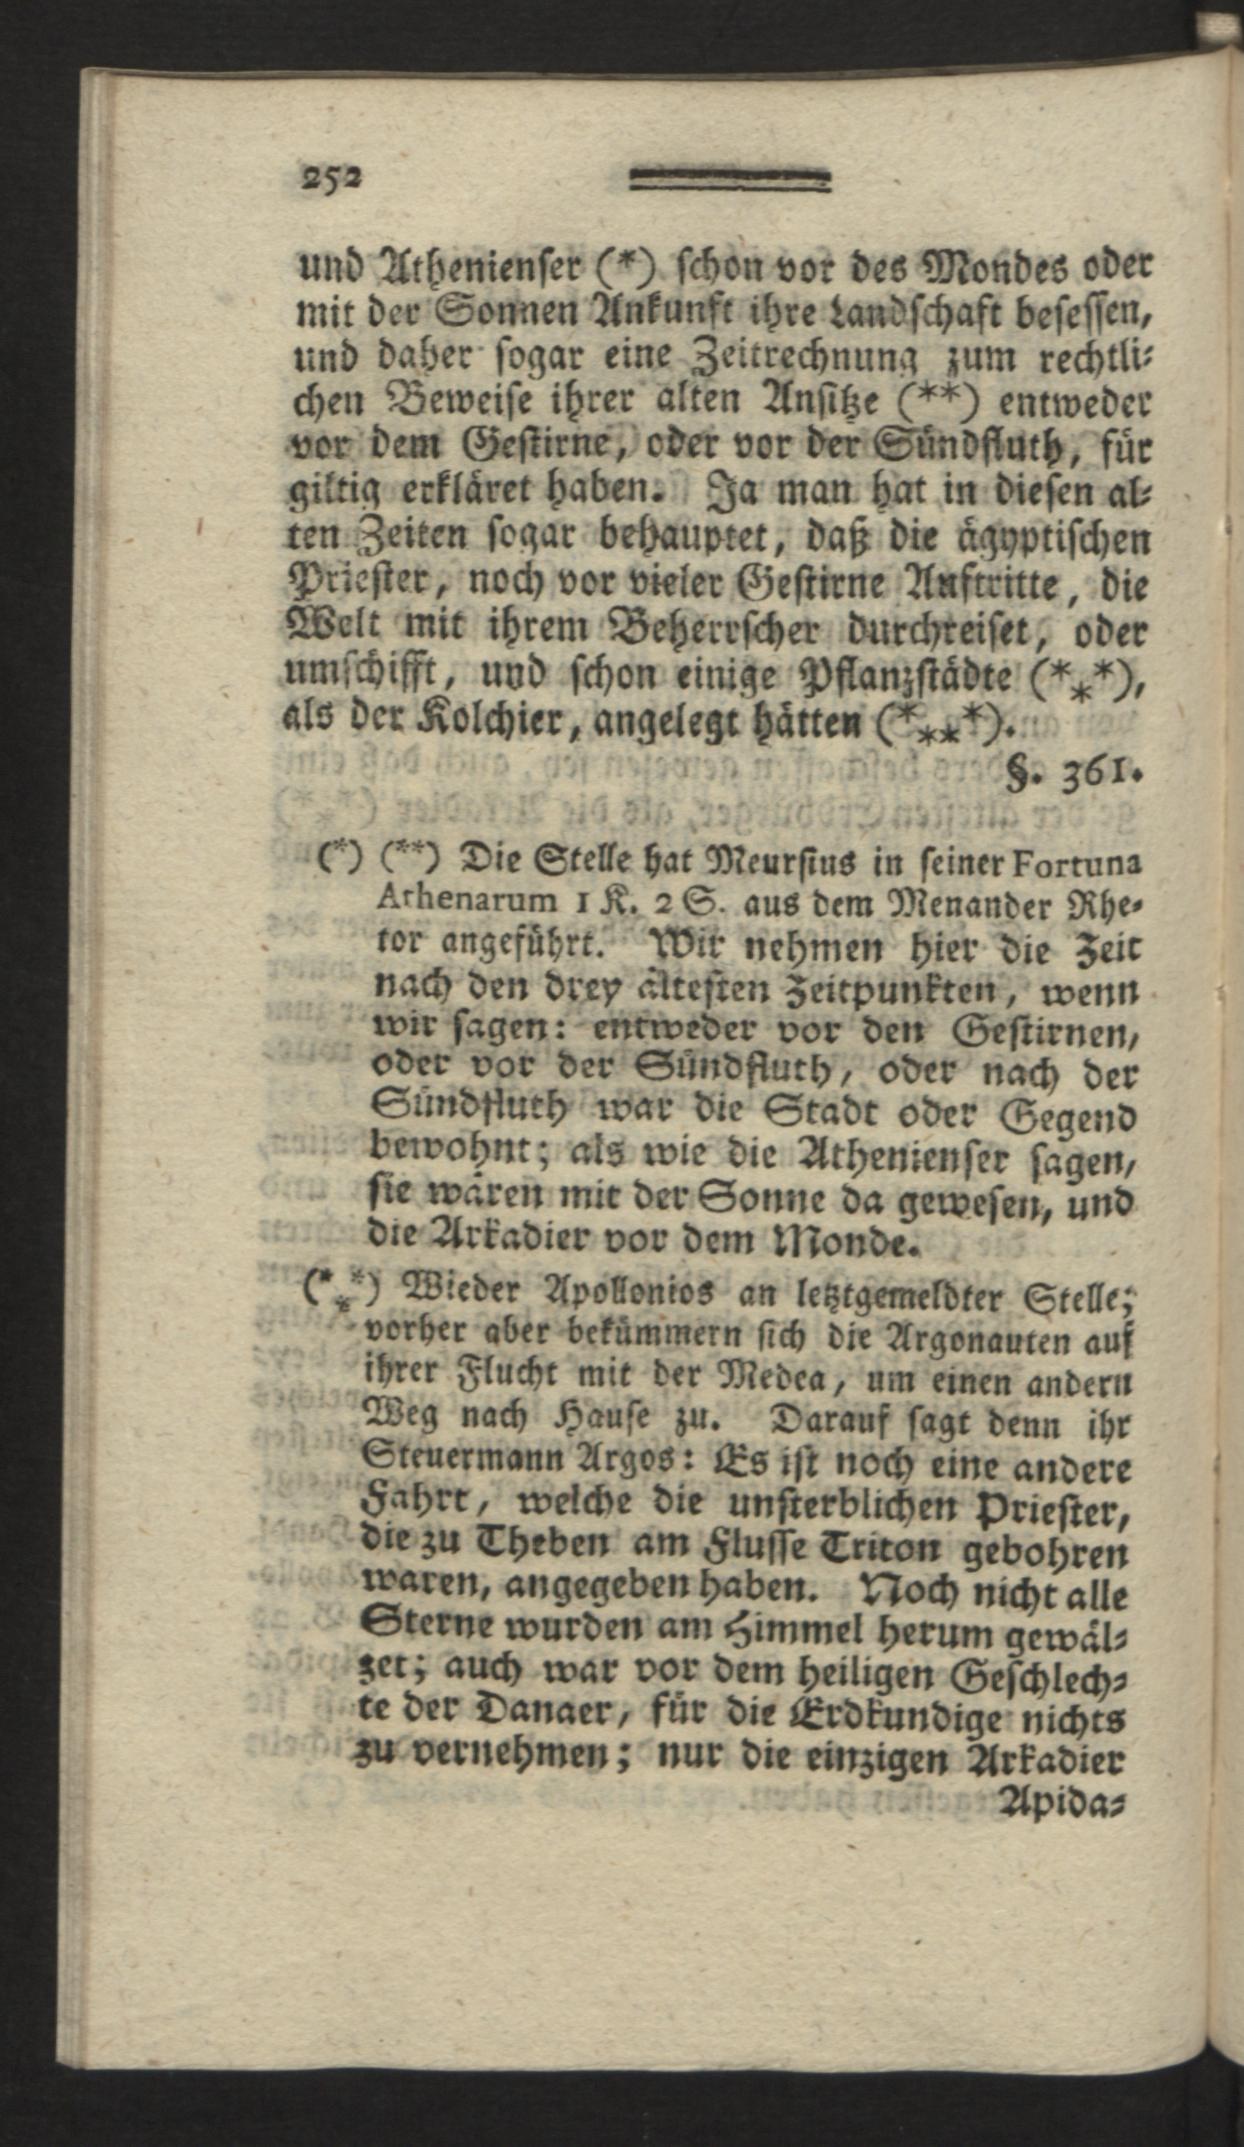 252
und Athenienser (*) schon vor des Mondes oder
mit der Sonnen Ankunft ihre Landschaft besessen,
und daher sogar eine Zeitrechnung zum rechtli-
chen Beweise ihrer alten Ansitze (**) entweder
vor dem Gestirne, oder vor der Sündfluth, für
giltig erkläret haben. Ja man hat in diesen al-
ten Zeiten sogar behauptet, daß die ägyptischen
Priester, noch vor vieler Gestirne Auftritte, die
Welt mit ihrem Beherrscher durchreiset, oder
umschifft, und schon einige Pflanzstädte (***),
als der Kolchier, angelegt hätten (****).
§. 361.
(*) (**) Die Stelle hat Meursius in seiner Fortuna
Athenarum 1 K. 2 S. aus dem Menander Rhe-
tor angeführt. Wir nehmen hier die Zeit
nach den drey ältesten Zeitpunkten, wenn
wir sagen: entweder vor den Gestirnen,
oder vor der Sündfluth, oder nach der
Sündfluth war die Stadt oder Gegend
bewohnt; als wie die Athenienser sagen,
sie wären mit der Sonne da gewesen, und
die Arkadier vor dem Monde.
(***) Wieder Apollonios an letztgemeldter Stelle;
vorher aber bekümmern sich die Argonauten auf
ihrer Flucht mit der Medea, um einen andern
Weg nach Hause zu. Darauf sagt denn ihr
Steuermann Argos: Es ist noch eine andere
Fahrt, welche die unsterblichen Priester,
die zu Theben am Flusse Triton gebohren
waren, angegeben haben. Noch nicht alle
Sterne wurden am Himmel herum gewäl-
zet; auch war vor dem heiligen Geschlech-
te der Danaer, für die Erdkundige nichts
zu vernehmen; nur die einzigen Arkadier
Apida-